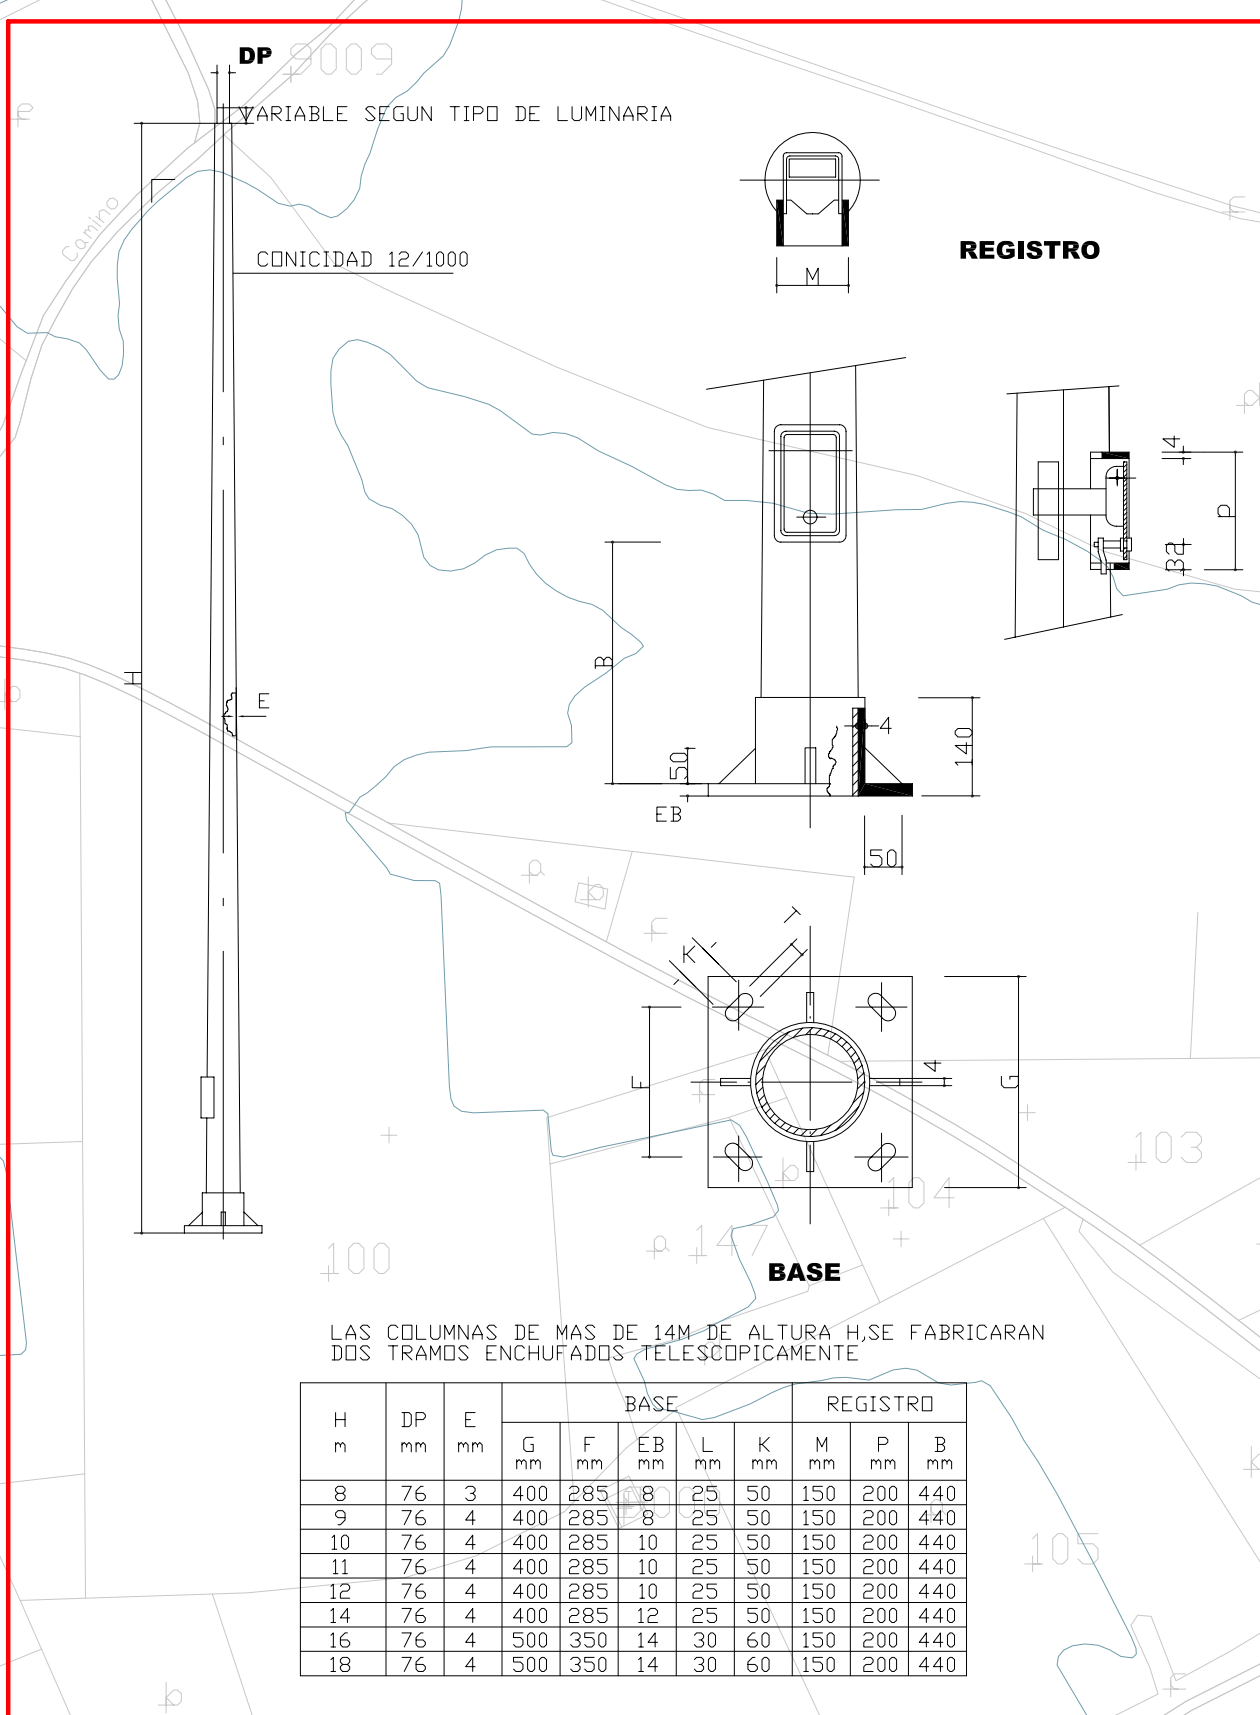 DP
9009
VARIABLE SEGUN TIPO DE LUMINARIA
Camino
CONICIDAD 12/1000
REGISTRO
M
4
P
32
H
E
B
4
50
140
EB
50
T
K
F
4
G
103
104
147
100
BASE
LAS COLUMNAS DE MAS DE 14M DE ALTURA H,SE FABRICARAN
DOS TRAMOS ENCHUFADOS TELESCOPICAMENTE
H m DP mm E mm BASE REGISTRO
G mm F mm EB mm L mm K mm M mm P mm B mm
8 76 3 400 285 8 25 50 150 200 440
9 76 4 400 285 8 25 50 150 200 440
10 76 4 400 285 10 25 50 150 200 440
11 76 4 400 285 10 25 50 150 200 440
12 76 4 400 285 10 25 50 150 200 440
14 76 4 400 285 12 25 50 150 200 440
16 76 4 500 350 14 30 60 150 200 440
18 76 4 500 350 14 30 60 150 200 440
105